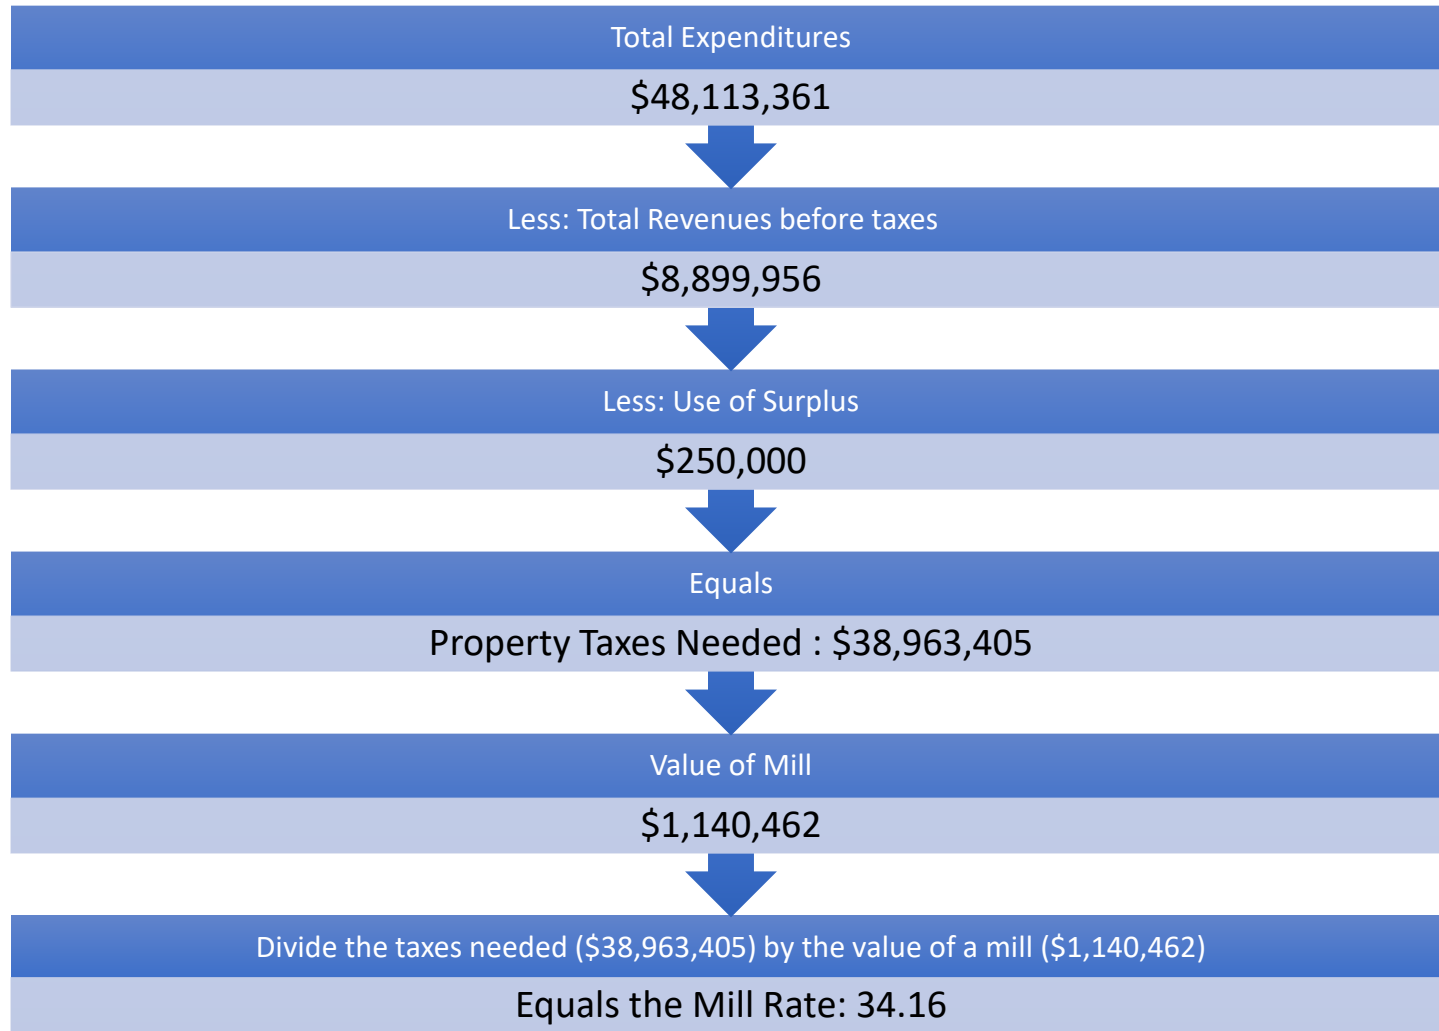 Total Expenditures
$48,113,361
Less: Total Revenues before taxes
$8,899,956
Less: Use of Surplus
$250,000
Equals
Property Taxes Needed : $38,963,405
Value of Mill
$1,140,462
Divide the taxes needed ($38,963,405) by the value of a mill ($1,140,462)
Equals the Mill Rate: 34.16